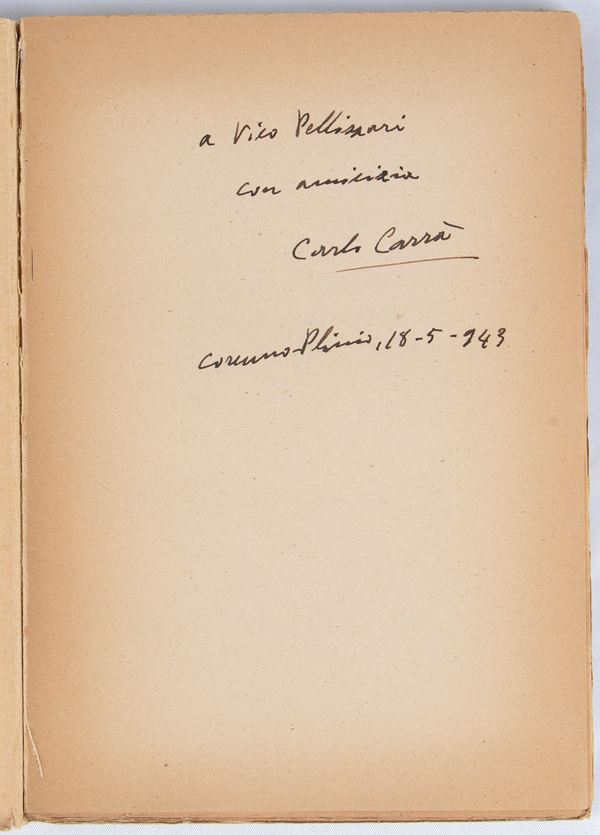 a Vico Pellizzari
con amicizia
Carlo Carrà
Corenno-Plinio, 18-5-943